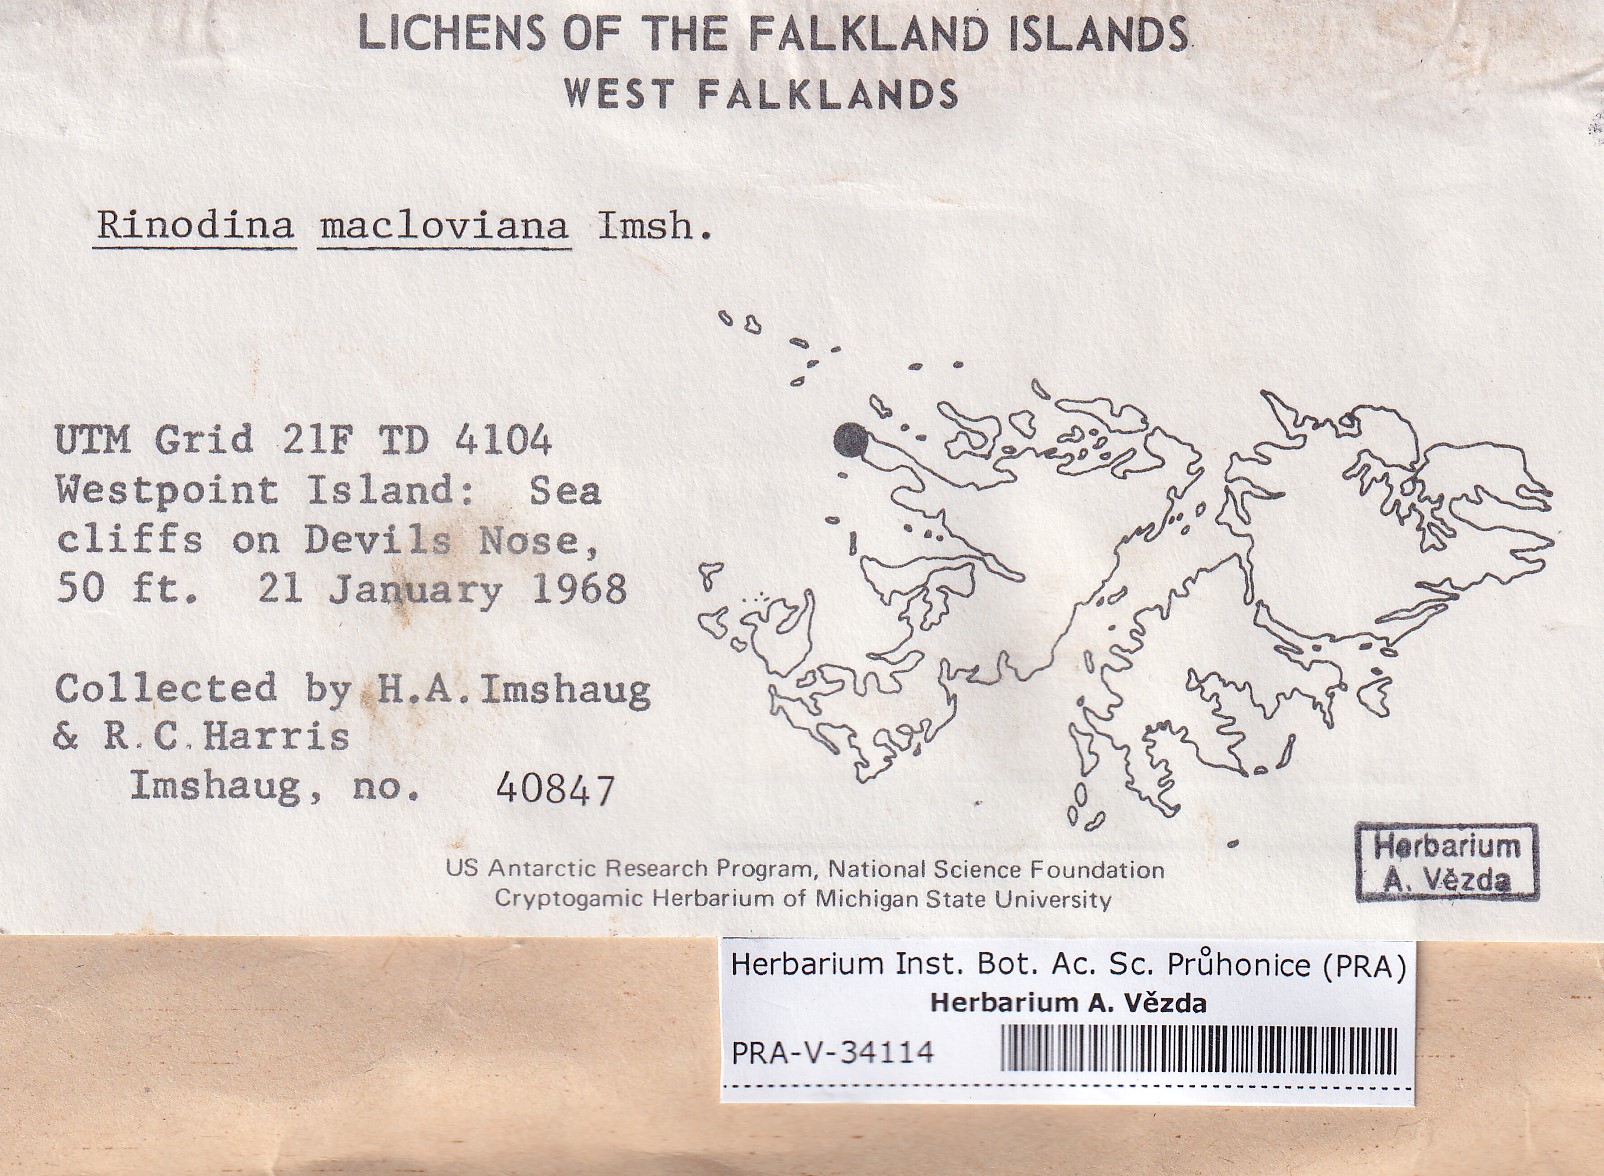 LICHENS OF THE FALKLAND ISLANDS
WEST FALKLANDS
Rinodina macloviana Imsh.
UTM Grid 21F TD 4104
Westpoint Island: Sea
cliffs on Devils Nose,
50 ft. 21 January 1968
Collected by H.A.Imshaug
& R.C.Harris
Imshaug, no. 40847
US Antarctic Research Program, National Science Foundation
Cryptogamic Herbarium of Michigan State University
Herbarium
A. Vězda
Herbarium Inst. Bot. Ac. Sc. Průhonice (PRA)
Herbarium A. Vězda
PRA-V-34114